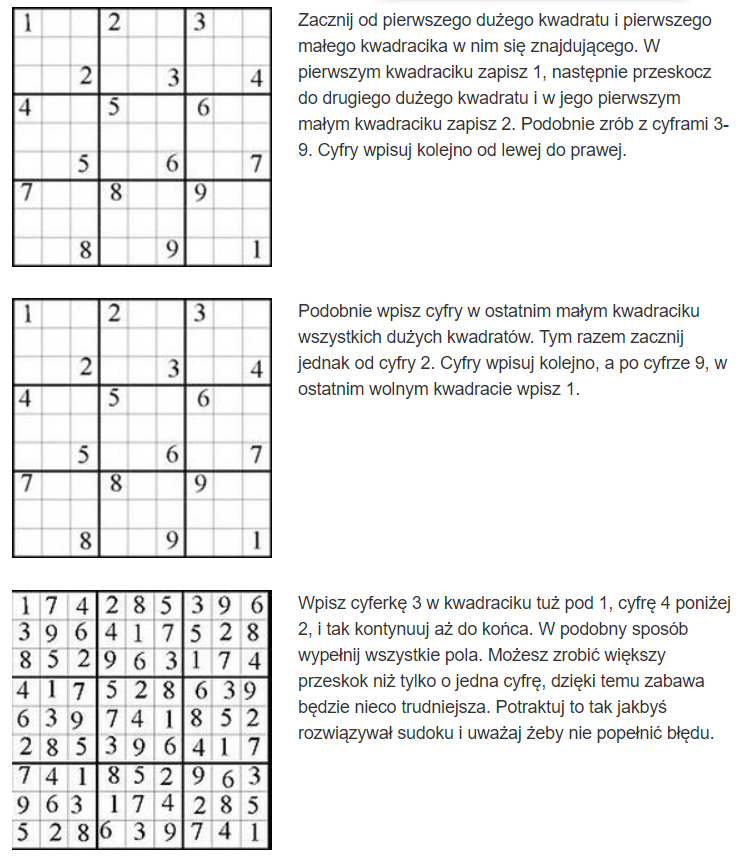 1 2 3
2 3 4
4 5 6
5 6 7
7 8 9
8 9 1
Zacznij od pierwszego dużego kwadratu i pierwszego
małego kwadracika w nim się znajdującego. W
pierwszym kwadraciku zapisz 1, następnie przeskocz
do drugiego dużego kwadratu i w jego pierwszym
małym kwadraciku zapisz 2. Podobnie zrób z cyframi 3-
9. Cyfry wpisuj kolejno od lewej do prawej.
1 2 3
2 3 4
4 5 6
5 6 7
7 8 9
8 9 1
Podobnie wpisz cyfry w ostatnim małym kwadraciku
wszystkich dużych kwadratów. Tym razem zacznij
jednak od cyfry 2. Cyfry wpisuj kolejno, a po cyfrze 9, w
ostatnim wolnym kwadracie wpisz 1.
1 7 4 2 8 5 3 9 6
3 9 6 4 1 7 5 2 8
8 5 2 9 6 3 1 7 4
4 1 7 5 2 8 6 3 9
6 3 9 7 4 1 8 5 2
2 8 5 3 9 6 4 1 7
7 4 1 8 5 2 9 6 3
9 6 3 1 7 4 2 8 5
5 2 8 6 3 9 7 4 1
Wpisz cyferkę 3 w kwadraciku tuż pod 1, cyfrę 4 poniżej
2, i tak kontynuuj aż do końca. W podobny sposób
wypełnij wszystkie pola. Możesz zrobić większy
przeskok niż tylko o jedna cyfrę, dzięki temu zabawa
będzie nieco trudniejsza. Potraktuj to tak jakbyś
rozwiązywał sudoku i uważaj żeby nie popełnić błędu.